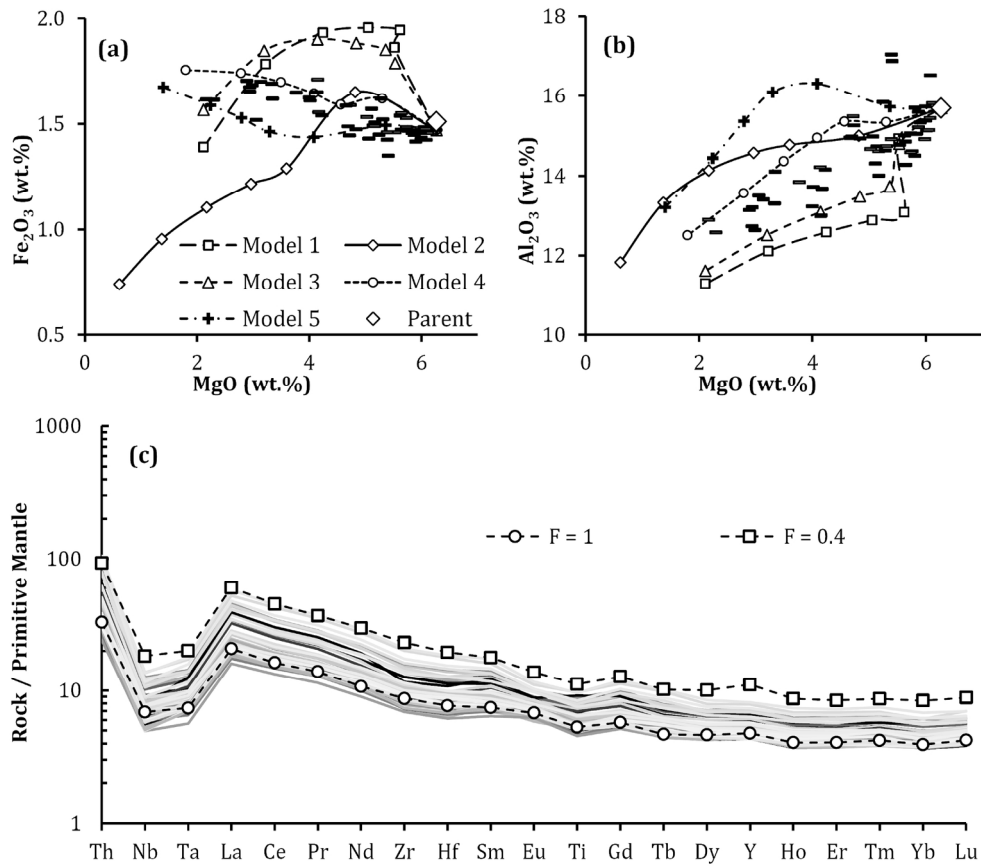 (a)
Fe₂O₃ (wt.%)
2.0
1.5
1.0
0.5
Model 1
Model 2
Model 3
Model 4
Model 5
Parent
0 2 4 6
MgO (wt.%)
(b)
Al₂O₃ (wt.%)
18
16
14
12
10
0 2 4 6
MgO (wt.%)
(c)
Rock / Primitive Mantle
1000
100
10
1
F = 1
F = 0.4
Th Nb Ta La Ce Pr Nd Zr Hf Sm Eu Ti Gd Tb Dy Y Ho Er Tm Yb Lu